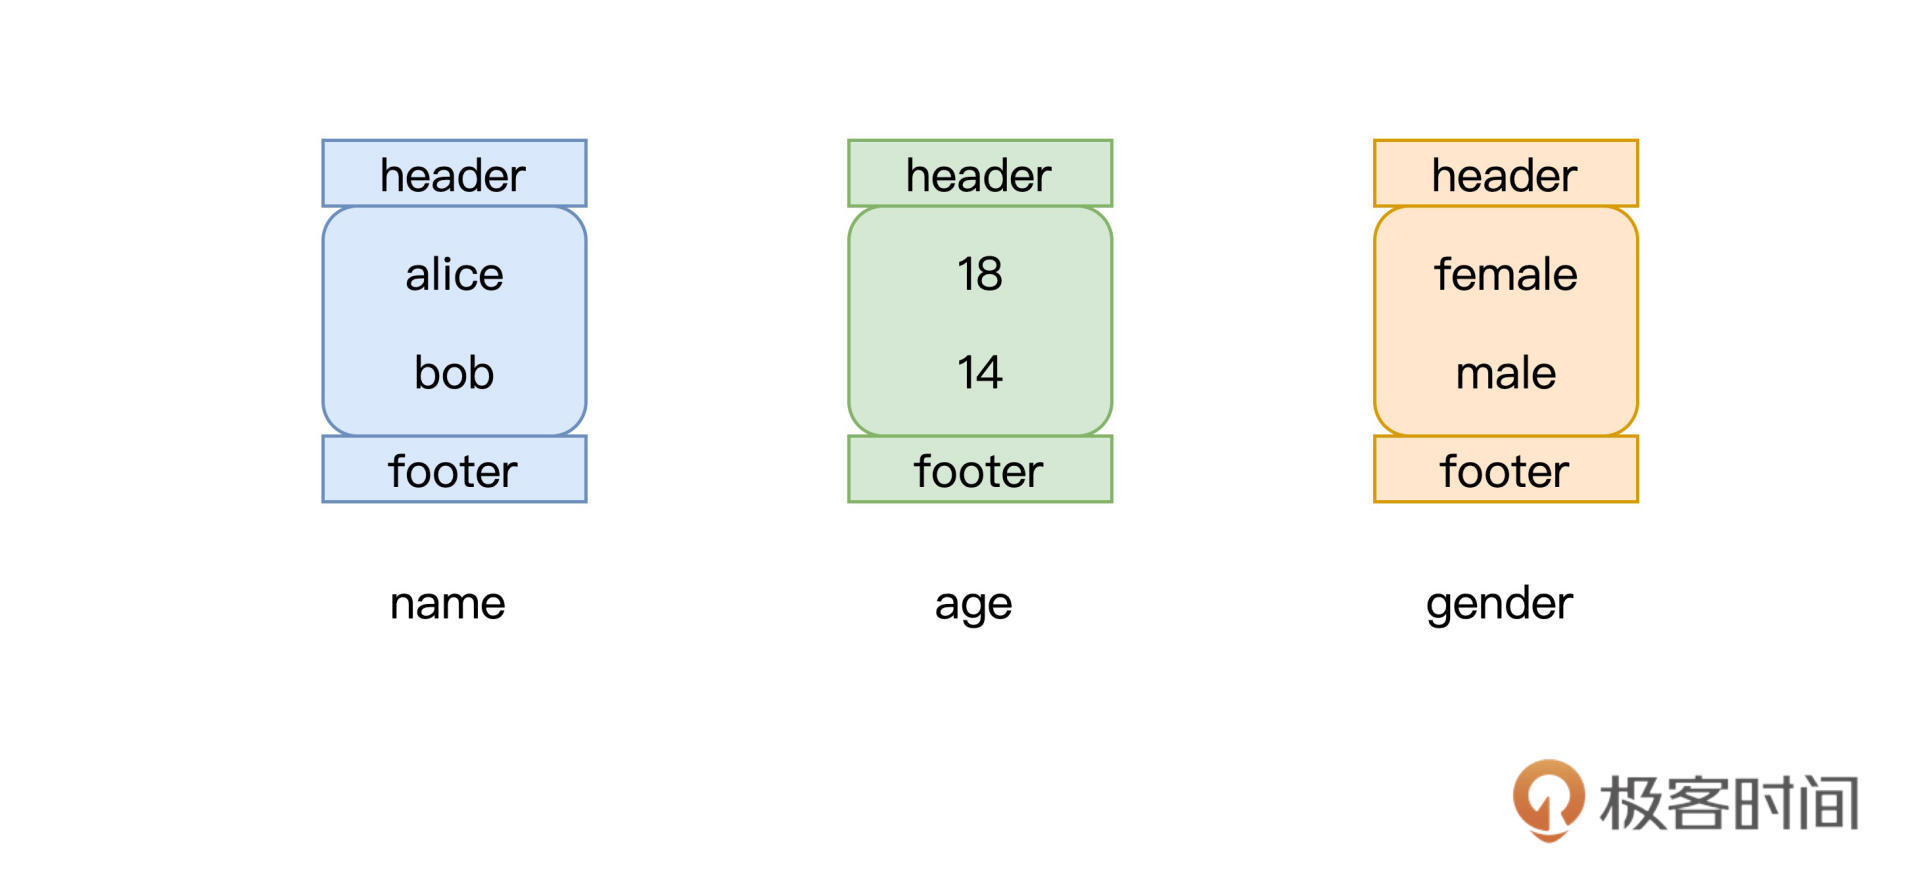 header
alice
bob
footer
name
header
18
14
footer
age
header
female
male
footer
gender
极客时间